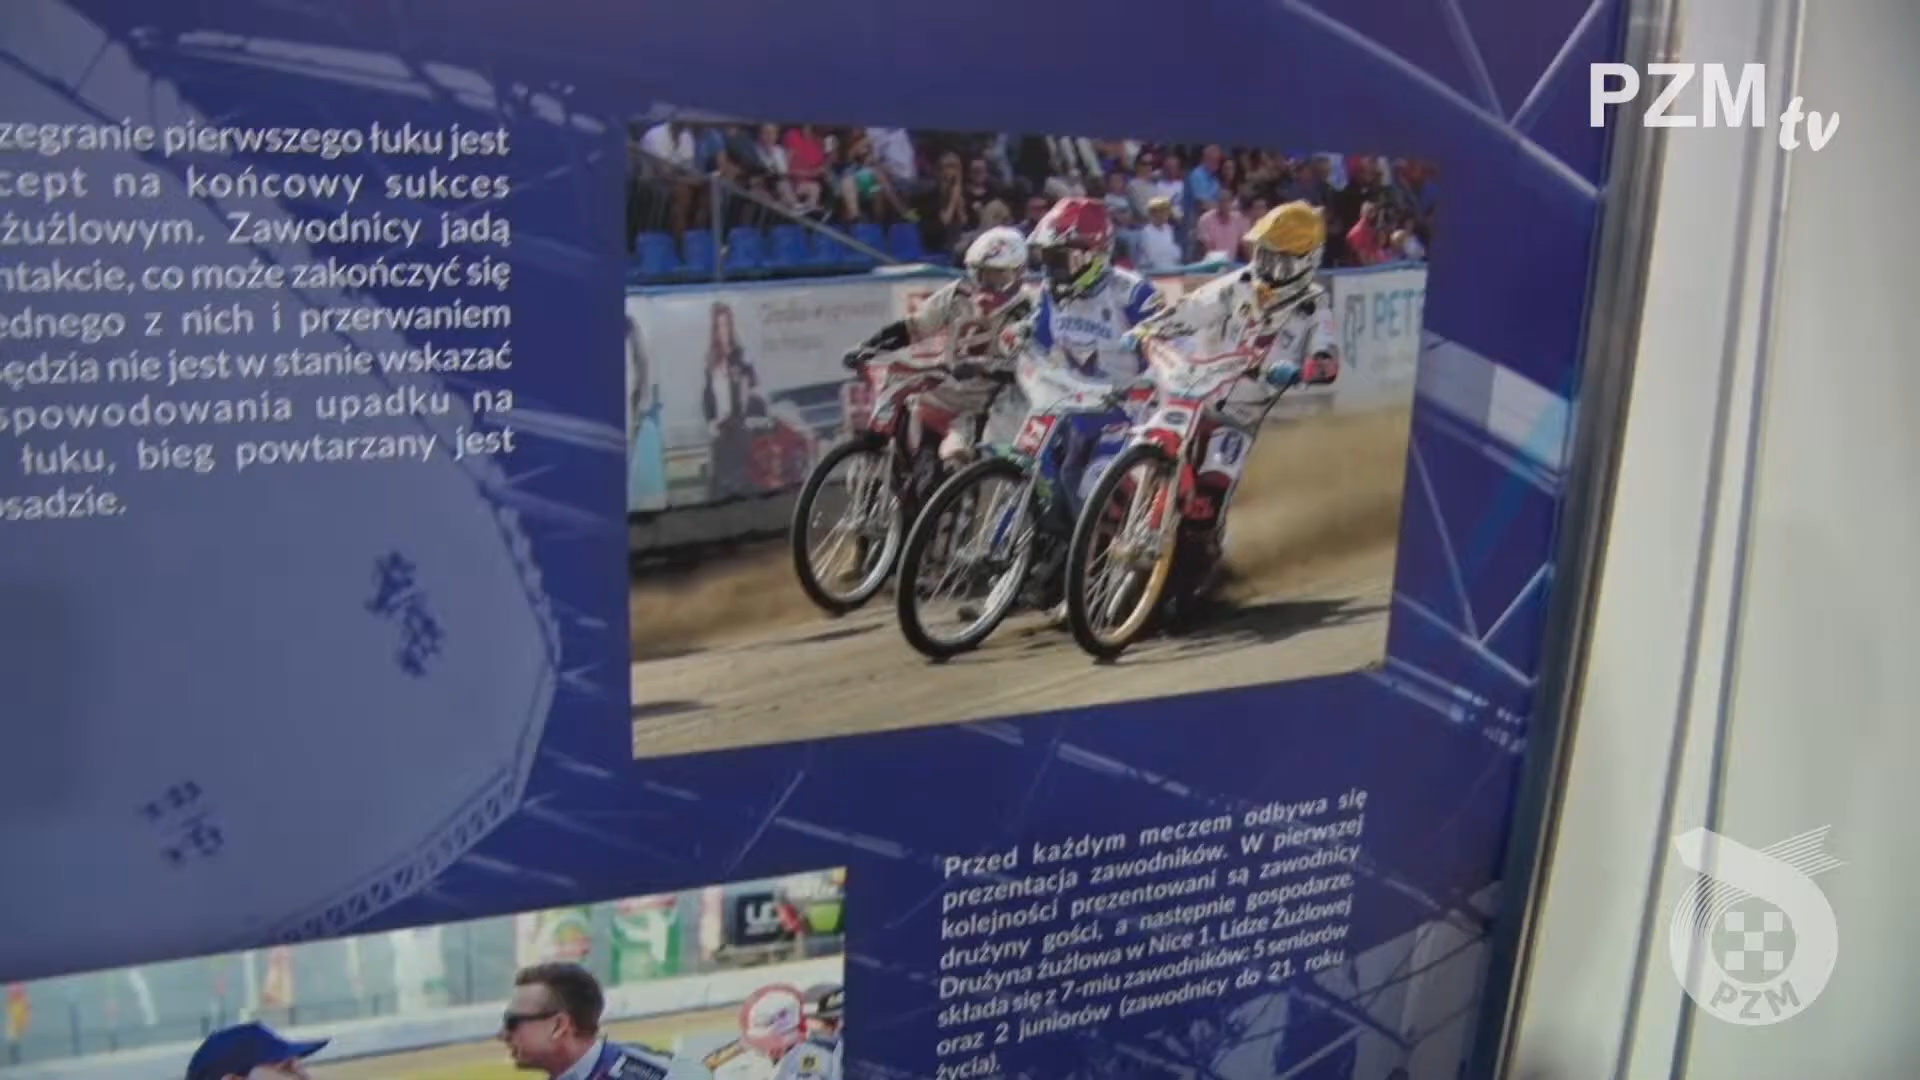 zegranie pierwszego łuku jest
cept na końcowy sukces
żużlowym. Zawodnicy jadą
ntakcie, co może zakończyć się
ednego z nich i przerwaniem
ędzia nie jest w stanie wskazać
spowodowania upadku na
łuku, bieg powtarzany jest
sadzie.
PZM tv
PETE
Przed każdym meczem odbywa się
prezentacja zawodników. W pierwszej
kolejności prezentowani są zawodnicy
drużyny gości, a następnie gospodarze.
Drużyna żużlowa w Nice 1. Lidze Żużlowej
składa się z 7-miu zawodników: 5 seniorów
oraz 2 juniorów (zawodnicy do 21. roku
życia).
PZM